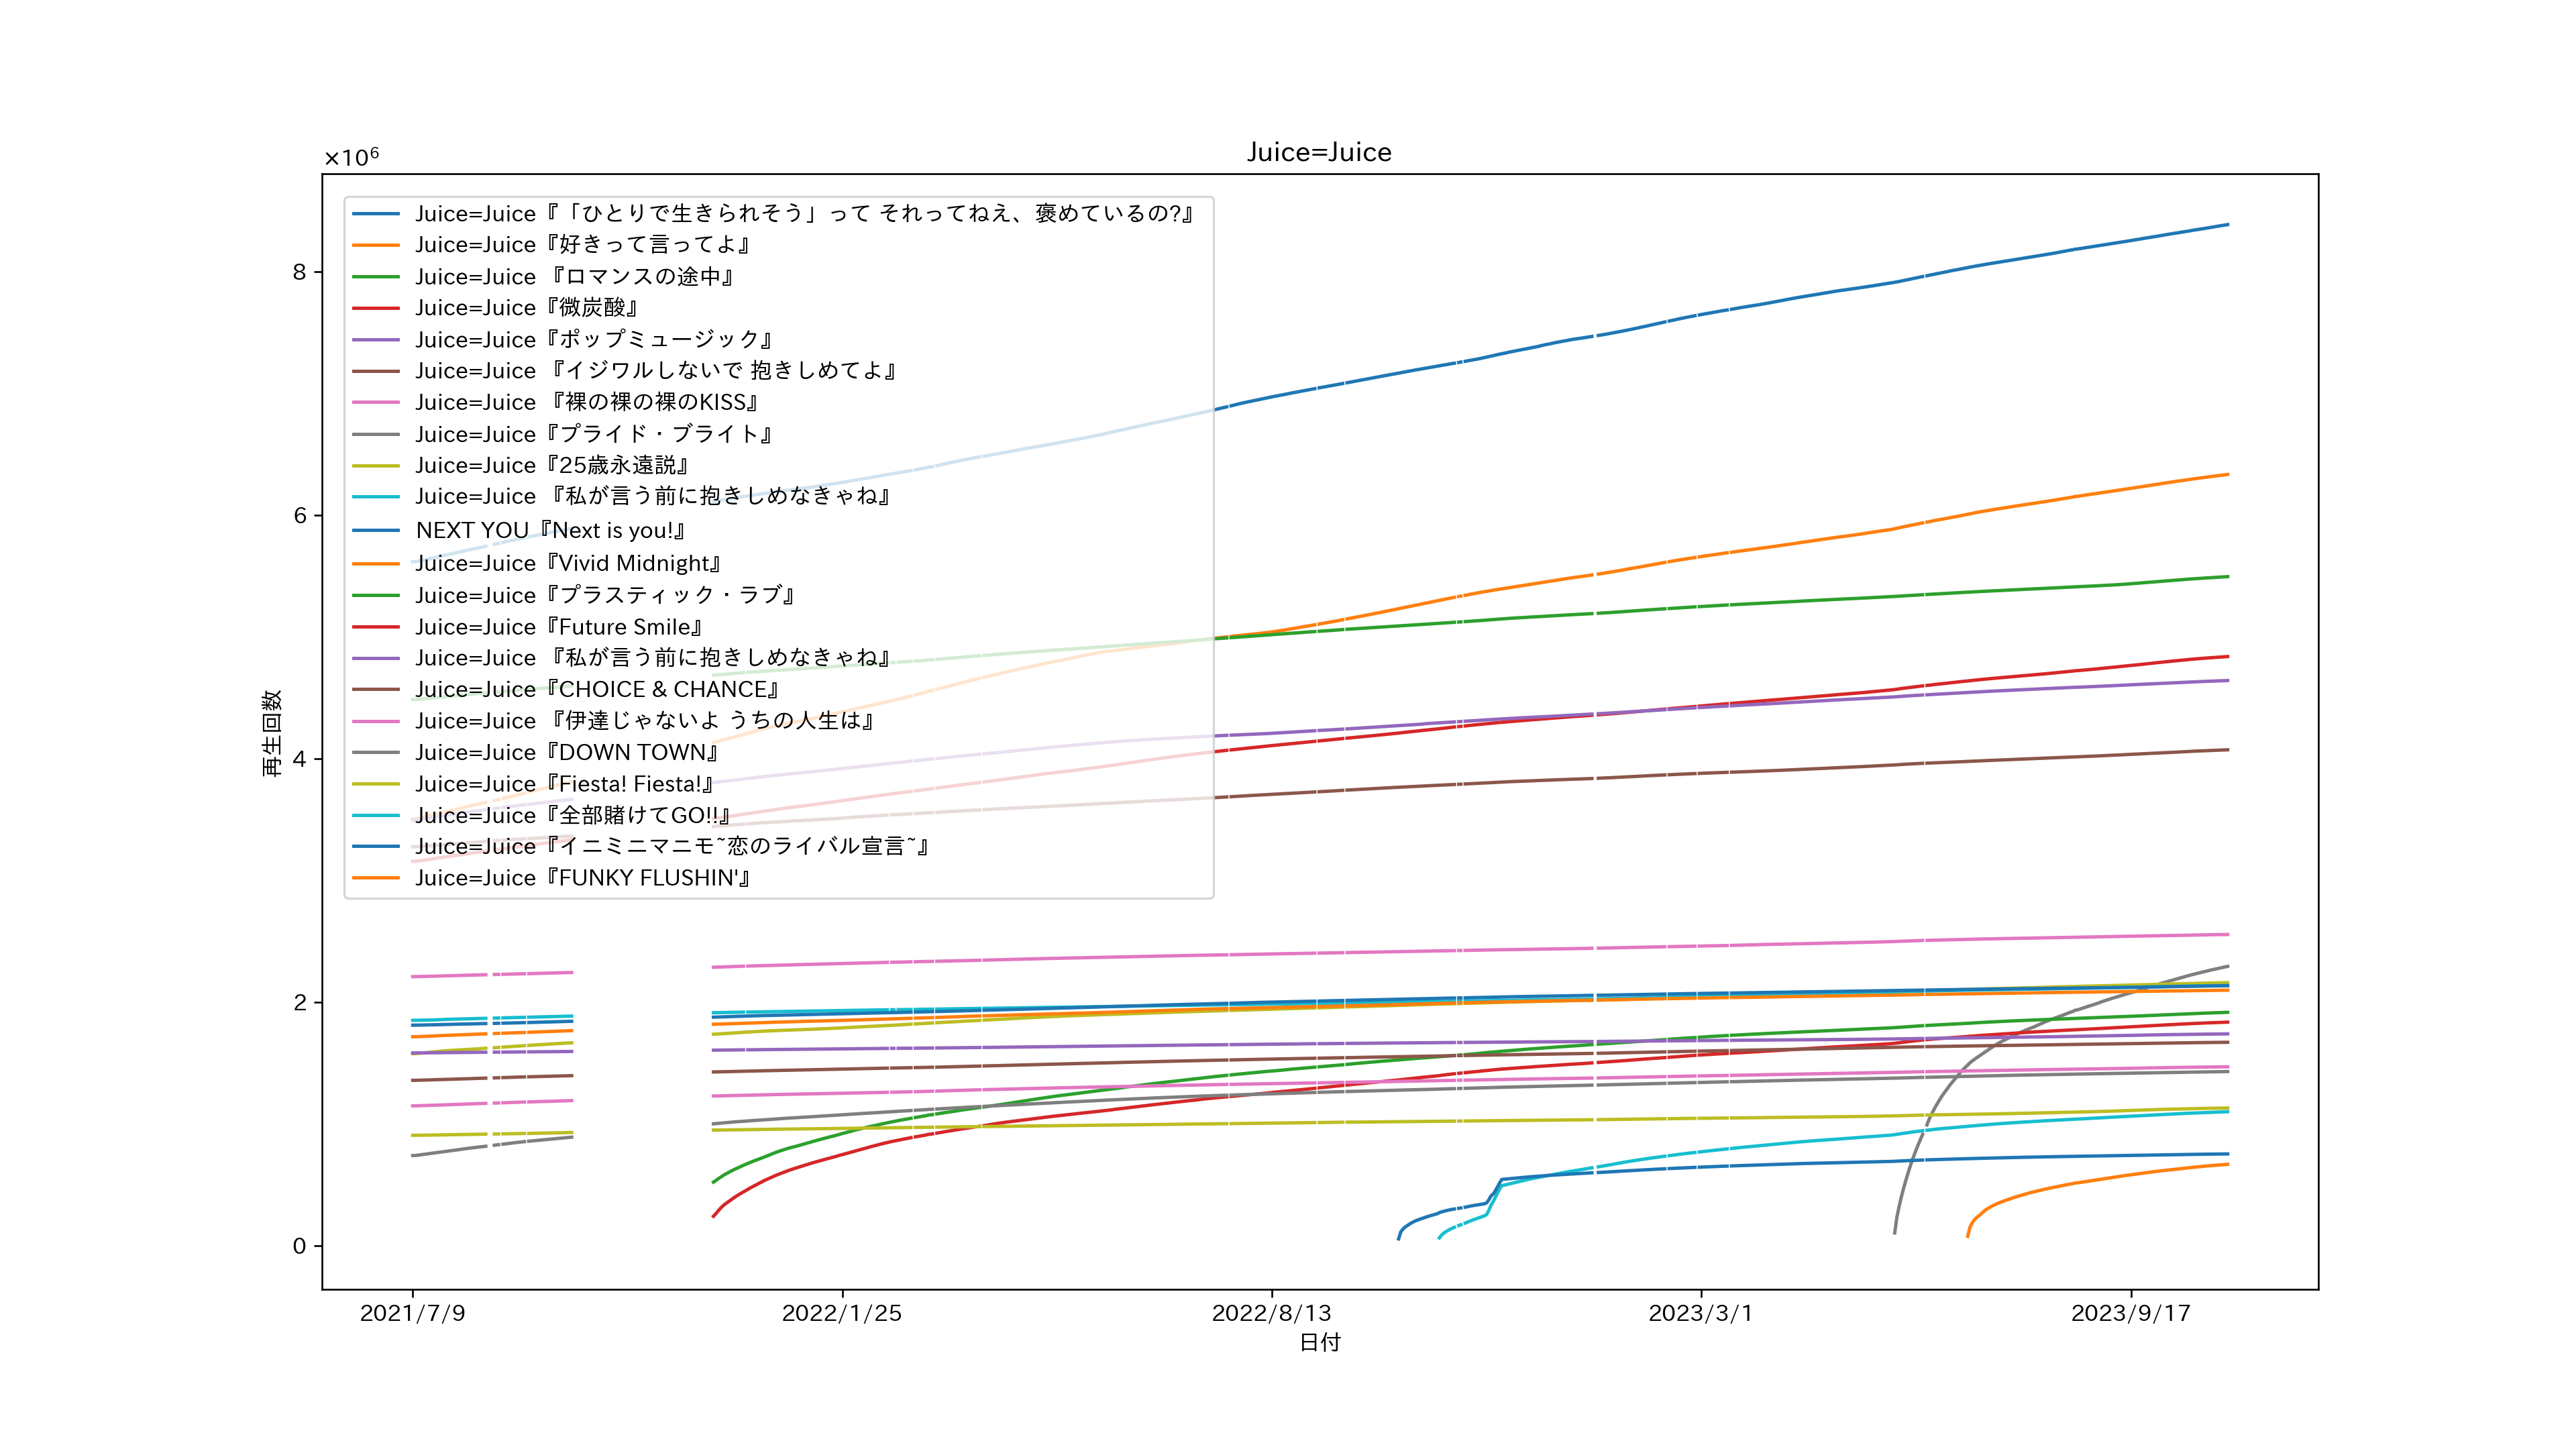 Juice=Juice
×10⁶
Juice=Juice『「ひとりで生きられそう」って それってねえ、褒めているの?』
Juice=Juice『好きって言ってよ』
Juice=Juice 『ロマンスの途中』
Juice=Juice『微炭酸』
Juice=Juice『ポップミュージック』
Juice=Juice 『イジワルしないで 抱きしめてよ』
Juice=Juice 『裸の裸の裸のKISS』
Juice=Juice『プライド・ブライト』
Juice=Juice『25歳永遠説』
Juice=Juice 『私が言う前に抱きしめなきゃね』
NEXT YOU『Next is you!』
Juice=Juice『Vivid Midnight』
Juice=Juice『プラスティック・ラブ』
Juice=Juice『Future Smile』
Juice=Juice 『私が言う前に抱きしめなきゃね』
Juice=Juice『CHOICE & CHANCE』
Juice=Juice 『伊達じゃないよ うちの人生は』
Juice=Juice『DOWN TOWN』
Juice=Juice『Fiesta! Fiesta!』
Juice=Juice『全部賭けてGO!!』
Juice=Juice『イニミニマニモ~恋のライバル宣言~』
Juice=Juice『FUNKY FLUSHIN'』
8
6
4
2
0
再生回数
2021/7/9
2022/1/25
2022/8/13
2023/3/1
2023/9/17
日付